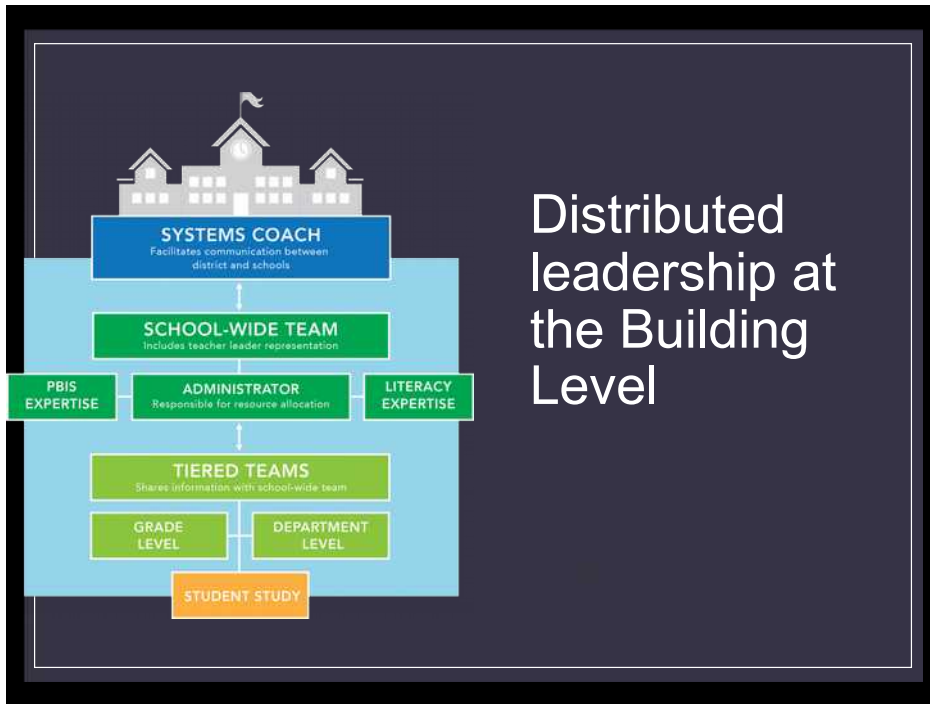 SYSTEMS COACH
Facilitates communication between
district and schools
SCHOOL-WIDE TEAM
Includes teacher leader representation
PBIS
EXPERTISE
ADMINISTRATOR
Responsible for resource allocation
LITERACY
EXPERTISE
TIERED TEAMS
Shares information with school-wide team
GRADE
LEVEL
DEPARTMENT
LEVEL
STUDENT STUDY
Distributed
leadership at
the Building
Level